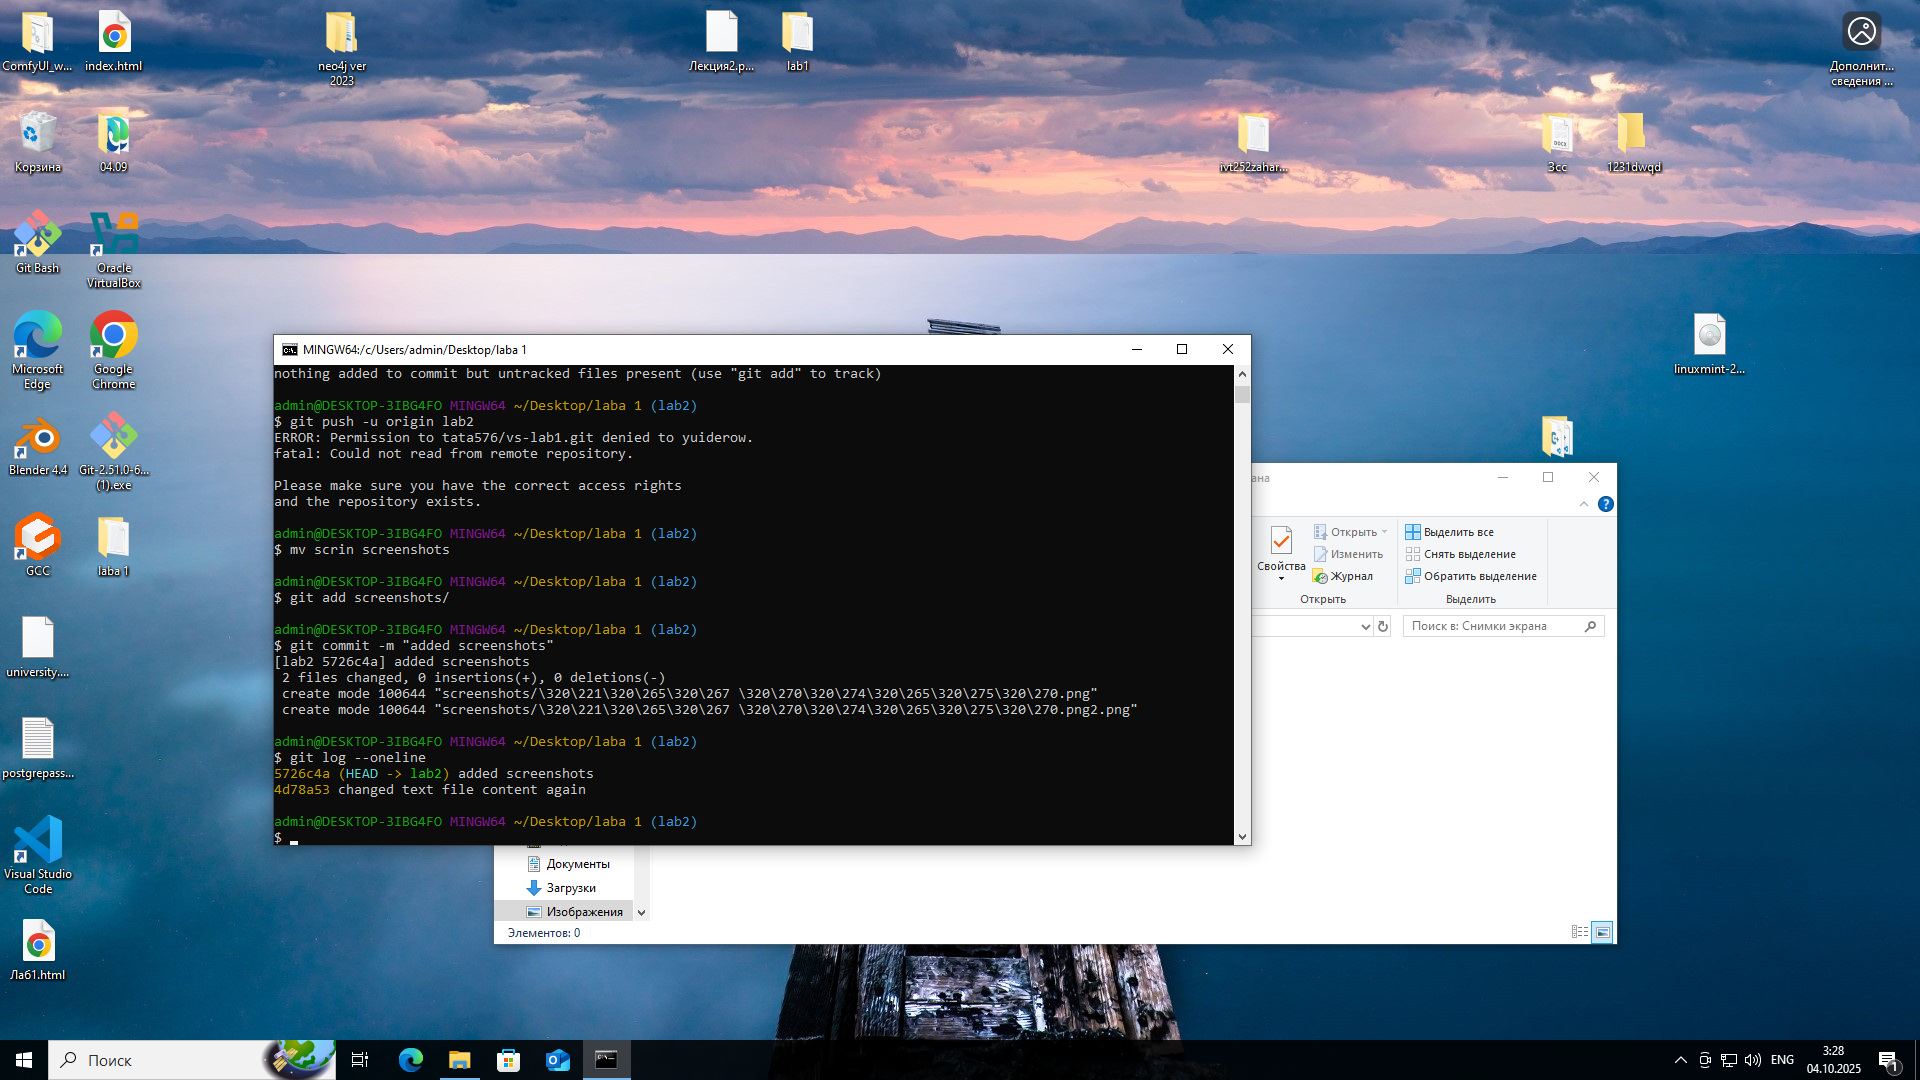 ComfyUI_w...
index.html
neo4j ver
2023
Лекция2.p...
lab1
Дополнит...
сведения ...
Корзина
04.09
ivt252zahar...
3сс
1231dwqd
Git Bash
Oracle
VirtualBox
Microsoft
Edge
Google
Chrome
linuxmint-2...
Blender 4.4
Git-2.51.0-6...
(1).exe
GCC
laba 1
university....
postgrepass...
Visual Studio
Code
Ла61.html
MINGW64:/c/Users/admin/Desktop/laba 1
nothing added to commit but untracked files present (use "git add" to track)
admin@DESKTOP-3IBG4FO MINGW64 ~/Desktop/laba 1 (lab2)
$ git push -u origin lab2
ERROR: Permission to tata576/vs-lab1.git denied to yuiderow.
fatal: Could not read from remote repository.
Please make sure you have the correct access rights
and the repository exists.
admin@DESKTOP-3IBG4FO MINGW64 ~/Desktop/laba 1 (lab2)
$ mv scrin screenshots
admin@DESKTOP-3IBG4FO MINGW64 ~/Desktop/laba 1 (lab2)
$ git add screenshots/
admin@DESKTOP-3IBG4FO MINGW64 ~/Desktop/laba 1 (lab2)
$ git commit -m "added screenshots"
[lab2 5726c4a] added screenshots
2 files changed, 0 insertions(+), 0 deletions(-)
create mode 100644 "screenshots/\320\221\320\265\320\267 \320\270\320\274\320\265\320\275\320\270.png"
create mode 100644 "screenshots/\320\221\320\265\320\267 \320\270\320\274\320\265\320\275\320\270.png2.png"
admin@DESKTOP-3IBG4FO MINGW64 ~/Desktop/laba 1 (lab2)
$ git log --oneline
5726c4a (HEAD -> lab2) added screenshots
4d78a53 changed text file content again
admin@DESKTOP-3IBG4FO MINGW64 ~/Desktop/laba 1 (lab2)
$
ана
Свойства
Открыть
Изменить
Журнал
Открыть
Выделить все
Снять выделение
Обратить выделение
Выделить
Поиск в: Снимки экрана
Документы
Загрузки
Изображения
Элементов: 0
Поиск
ENG
3:28
04.10.2025
1